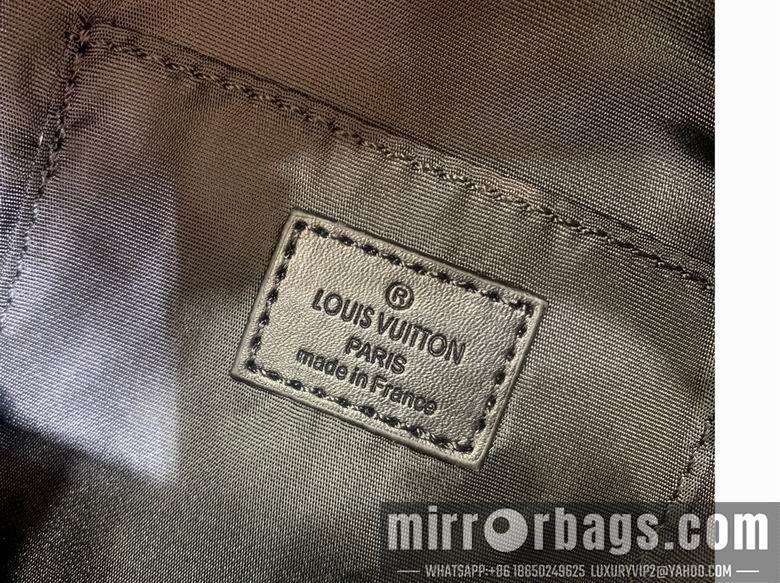 ®
LOUIS VUITTON
PARIS
made in France
mirrorbags.com
WHATSAPP:+86 18650249625 LUXURYVIP2@YAHOO.COM